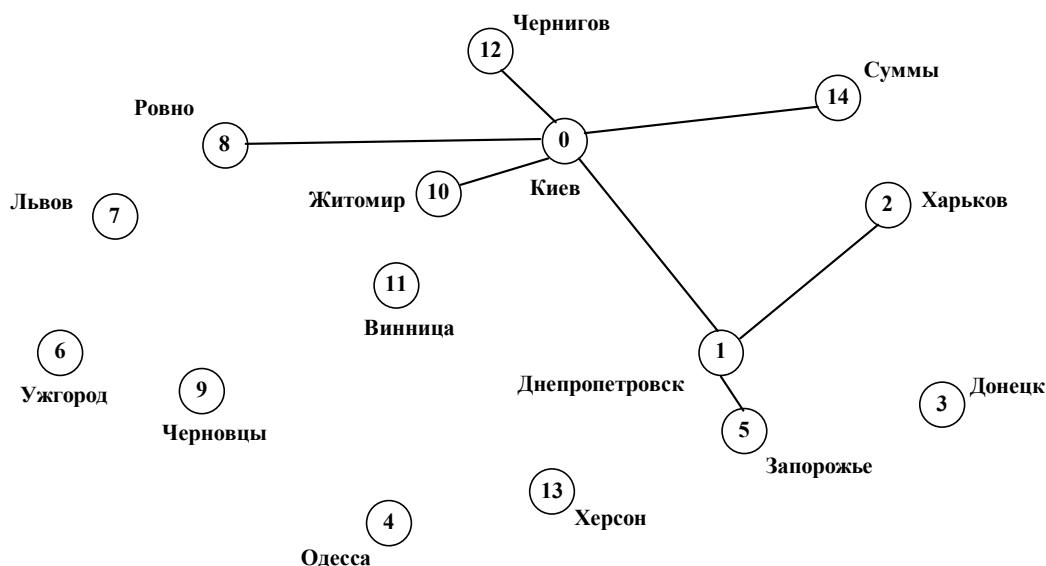 Чернигов
12
Суммы
14
Ровно
8
0
Киев
Житомир
10
Львов
7
2
Харьков
11
Винница
6
Ужгород
1
Днепропетровск
9
Черновцы
Донецк
3
5
Запорожье
13
Херсон
4
Одесса